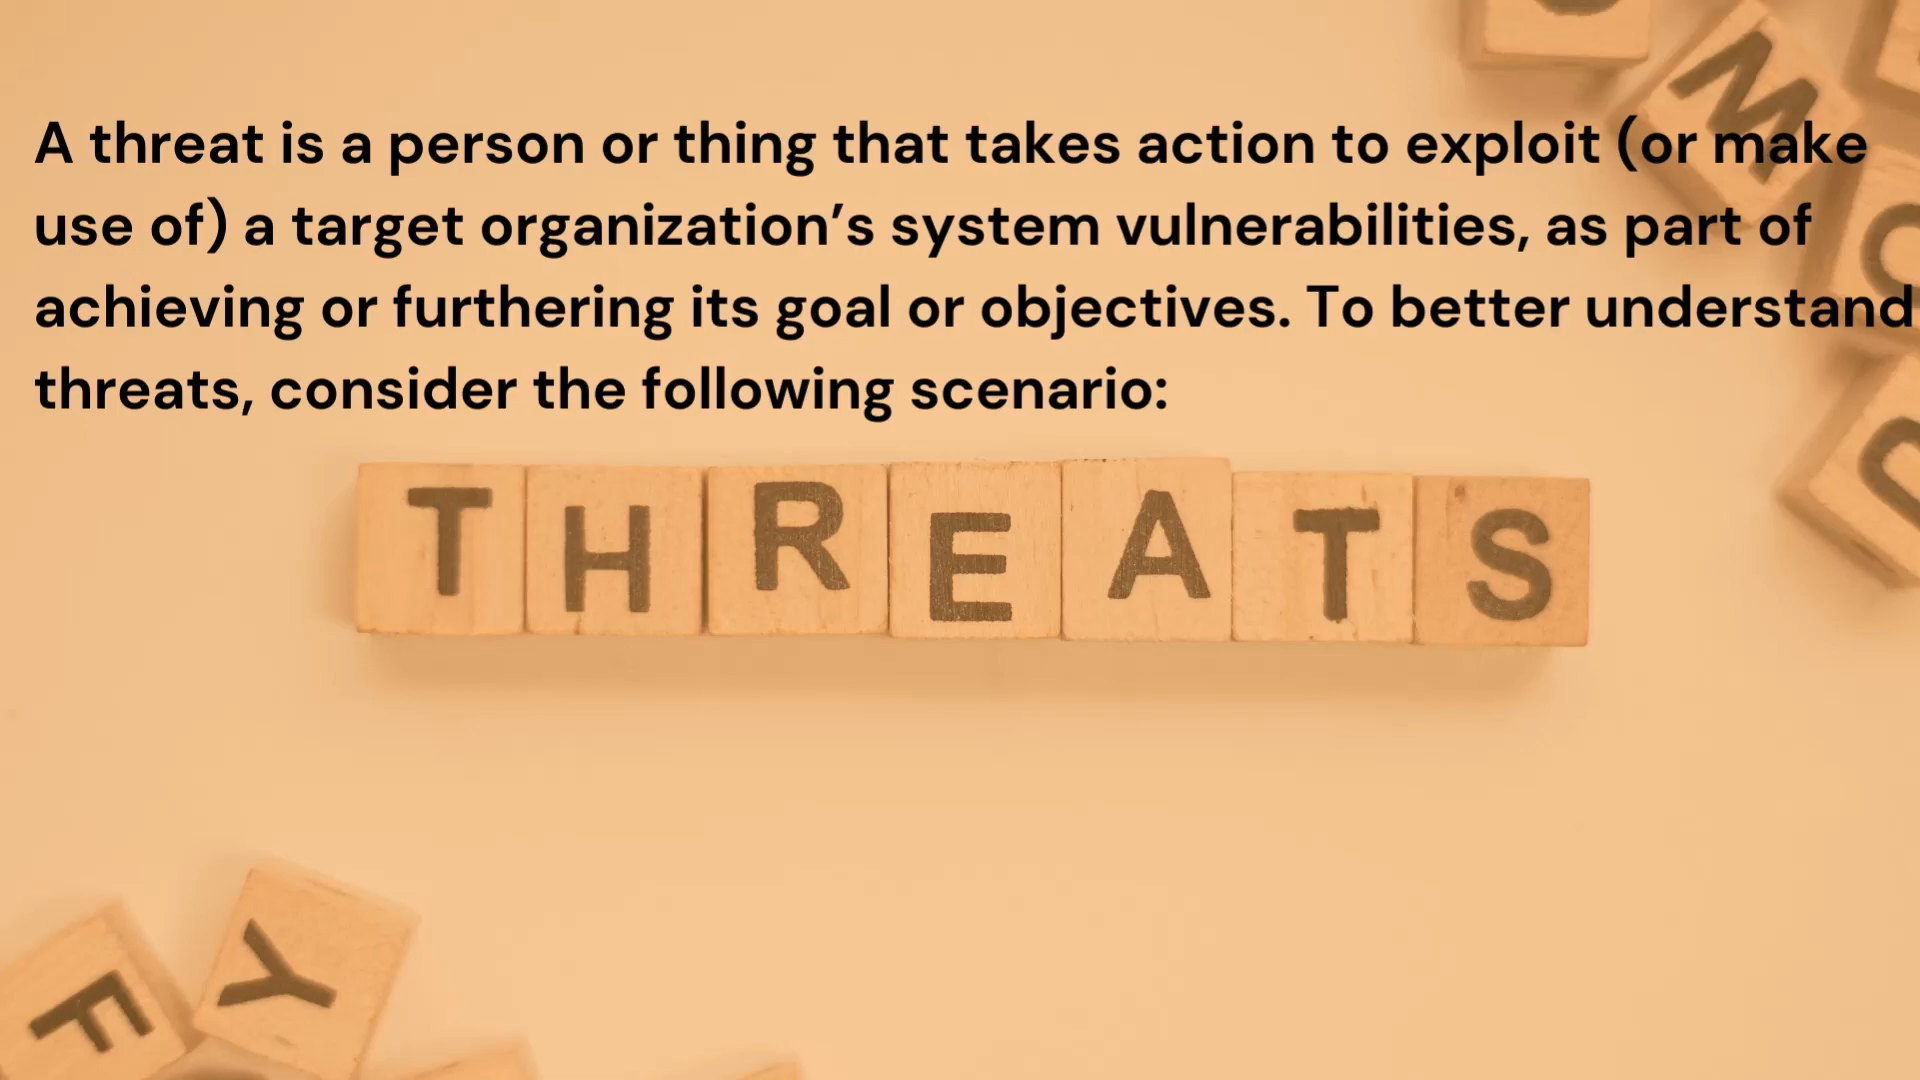 A threat is a person or thing that takes action to exploit (or make
use of) a target organization’s system vulnerabilities, as part of
achieving or furthering its goal or objectives. To better understand
threats, consider the following scenario:
M
THREATS
Y
F